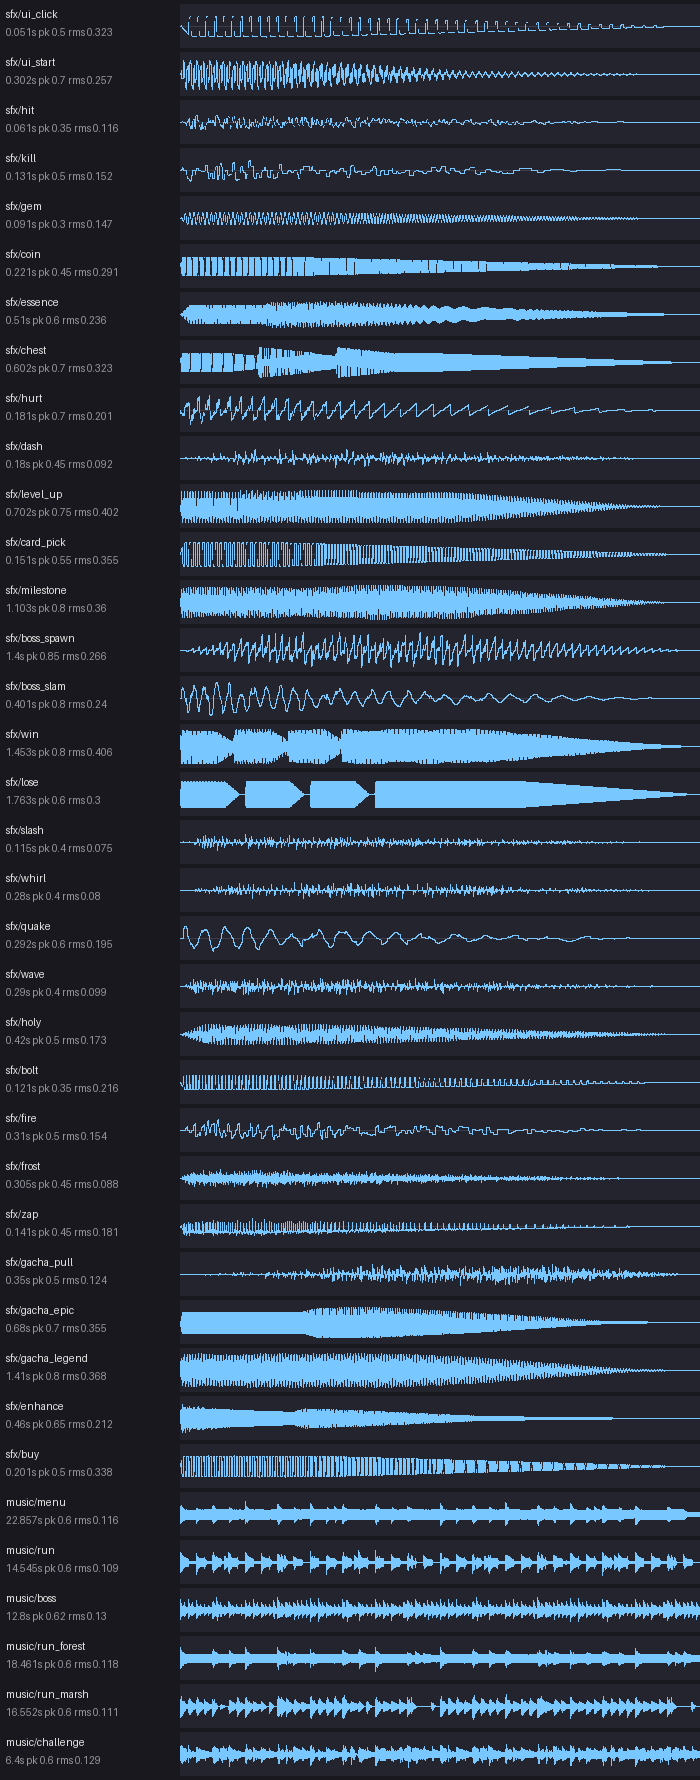 sfx/ui_click
0.051s pk 0.5 rms 0.323
sfx/ui_start
0.302s pk 0.7 rms 0.257
sfx/hit
0.061s pk 0.35 rms 0.116
sfx/kill
0.131s pk 0.5 rms 0.152
sfx/gem
0.091s pk 0.3 rms 0.147
sfx/coin
0.221s pk 0.45 rms 0.291
sfx/essence
0.51s pk 0.6 rms 0.236
sfx/chest
0.602s pk 0.7 rms 0.323
sfx/hurt
0.181s pk 0.7 rms 0.201
sfx/dash
0.18s pk 0.45 rms 0.092
sfx/level_up
0.702s pk 0.75 rms 0.402
sfx/card_pick
0.151s pk 0.55 rms 0.355
sfx/milestone
1.103s pk 0.8 rms 0.36
sfx/boss_spawn
1.4s pk 0.85 rms 0.266
sfx/boss_slam
0.401s pk 0.8 rms 0.24
sfx/win
1.453s pk 0.8 rms 0.406
sfx/lose
1.763s pk 0.6 rms 0.3
sfx/slash
0.115s pk 0.4 rms 0.075
sfx/whirl
0.28s pk 0.4 rms 0.08
sfx/quake
0.292s pk 0.6 rms 0.195
sfx/wave
0.29s pk 0.4 rms 0.099
sfx/holy
0.42s pk 0.5 rms 0.173
sfx/bolt
0.121s pk 0.35 rms 0.216
sfx/fire
0.31s pk 0.5 rms 0.154
sfx/frost
0.305s pk 0.45 rms 0.088
sfx/zap
0.141s pk 0.45 rms 0.181
sfx/gacha_pull
0.35s pk 0.5 rms 0.124
sfx/gacha_epic
0.68s pk 0.7 rms 0.355
sfx/gacha_legend
1.41s pk 0.8 rms 0.368
sfx/enhance
0.46s pk 0.65 rms 0.212
sfx/buy
0.201s pk 0.5 rms 0.338
music/menu
22.857s pk 0.6 rms 0.116
music/run
14.545s pk 0.6 rms 0.109
music/boss
12.8s pk 0.62 rms 0.13
music/run_forest
18.461s pk 0.6 rms 0.118
music/run_marsh
16.552s pk 0.6 rms 0.111
music/challenge
6.4s pk 0.6 rms 0.129